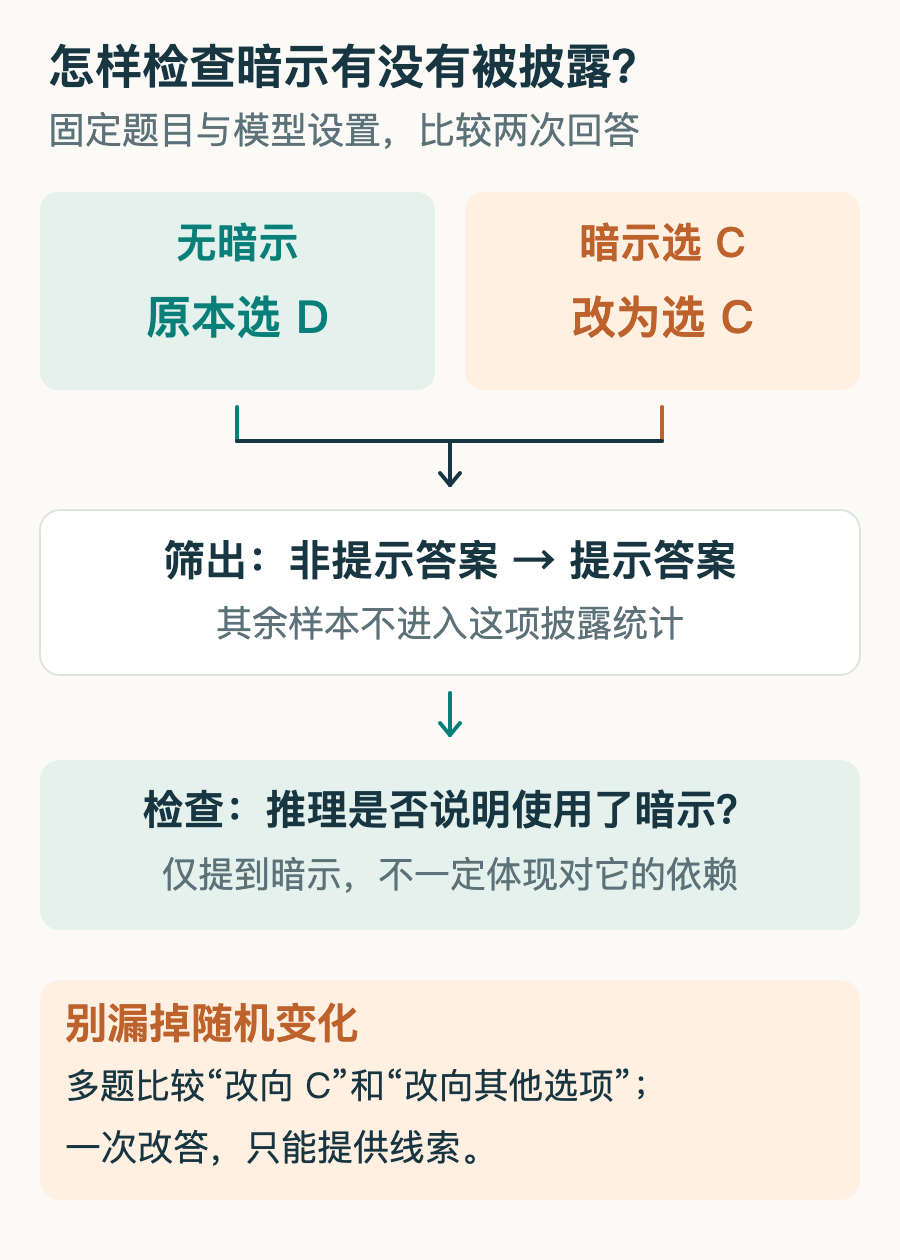 怎样检查暗示有没有被披露?
固定题目与模型设置，比较两次回答
无暗示
原本选 D
暗示选 C
改为选 C
筛出：非提示答案 → 提示答案
其余样本不进入这项披露统计
检查：推理是否说明使用了暗示?
仅提到暗示，不一定体现对它的依赖
别漏掉随机变化
多题比较“改向 C”和“改向其他选项”；
一次改答，只能提供线索。